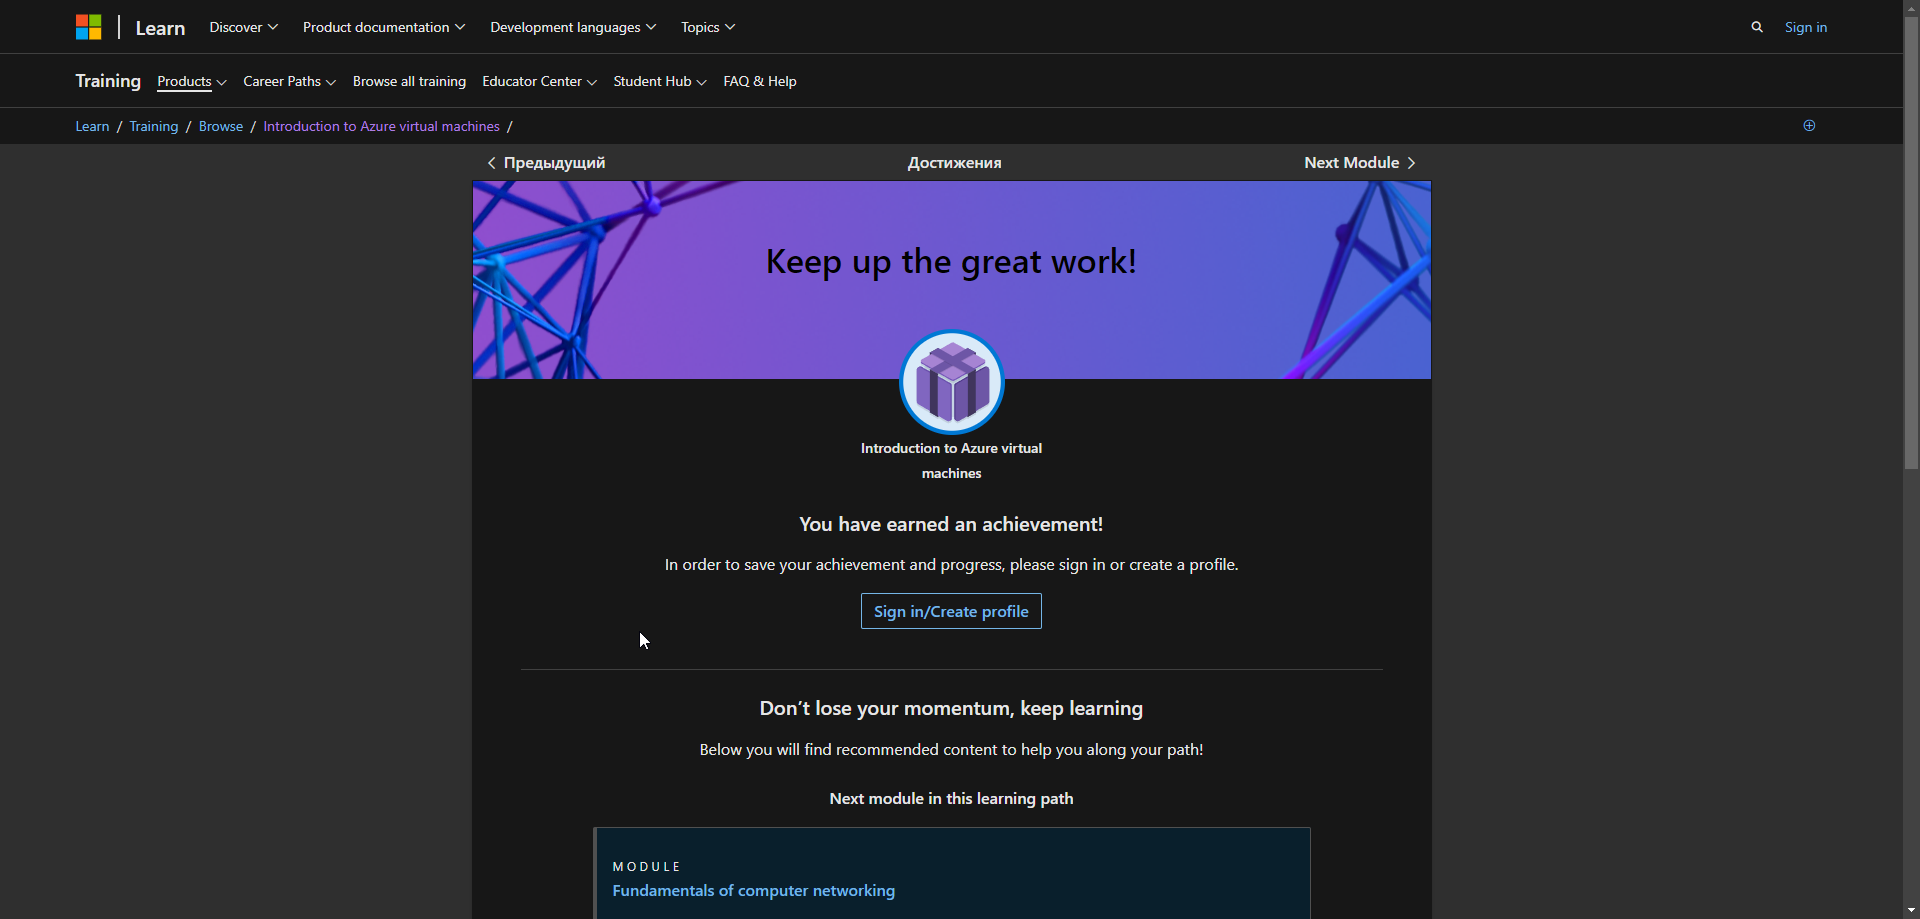 Learn Discover Product documentation Development languages Topics Sign in
Training Products Career Paths Browse all training Educator Center Student Hub FAQ & Help
Learn / Training / Browse / Introduction to Azure virtual machines /
Предыдущий Достижения Next Module
Keep up the great work!
Introduction to Azure virtual
machines
You have earned an achievement!
In order to save your achievement and progress, please sign in or create a profile.
Sign in/Create profile
Don't lose your momentum, keep learning
Below you will find recommended content to help you along your path!
Next module in this learning path
MODULE
Fundamentals of computer networking